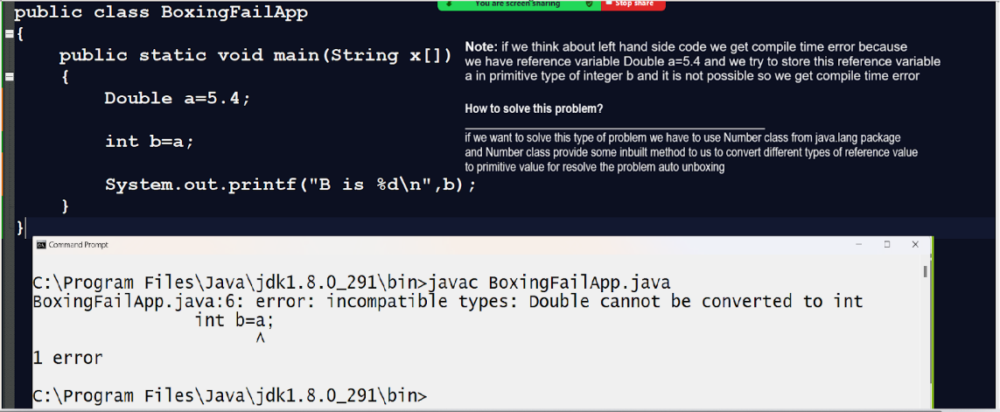 You are screen sharing Stop share
public class BoxingFailApp
{
public static void main(String x[])
{
Double a=5.4;
int b=a;
System.out.printf("B is %d\n",b);
}
}
Note: if we think about left hand side code we get compile time error because
we have reference variable Double a=5.4 and we try to store this reference variable
a in primitive type of integer b and it is not possible so we get compile time error
How to solve this problem?
if we want to solve this type of problem we have to use Number class from java.lang package
and Number class provide some inbuilt method to us to convert different types of reference value
to primitive value for resolve the problem auto unboxing
Command Prompt
C:\Program Files\Java\jdk1.8.0_291\bin>javac BoxingFailApp.java
BoxingFailApp.java:6: error: incompatible types: Double cannot be converted to int
int b=a;
^
1 error
C:\Program Files\Java\jdk1.8.0_291\bin>